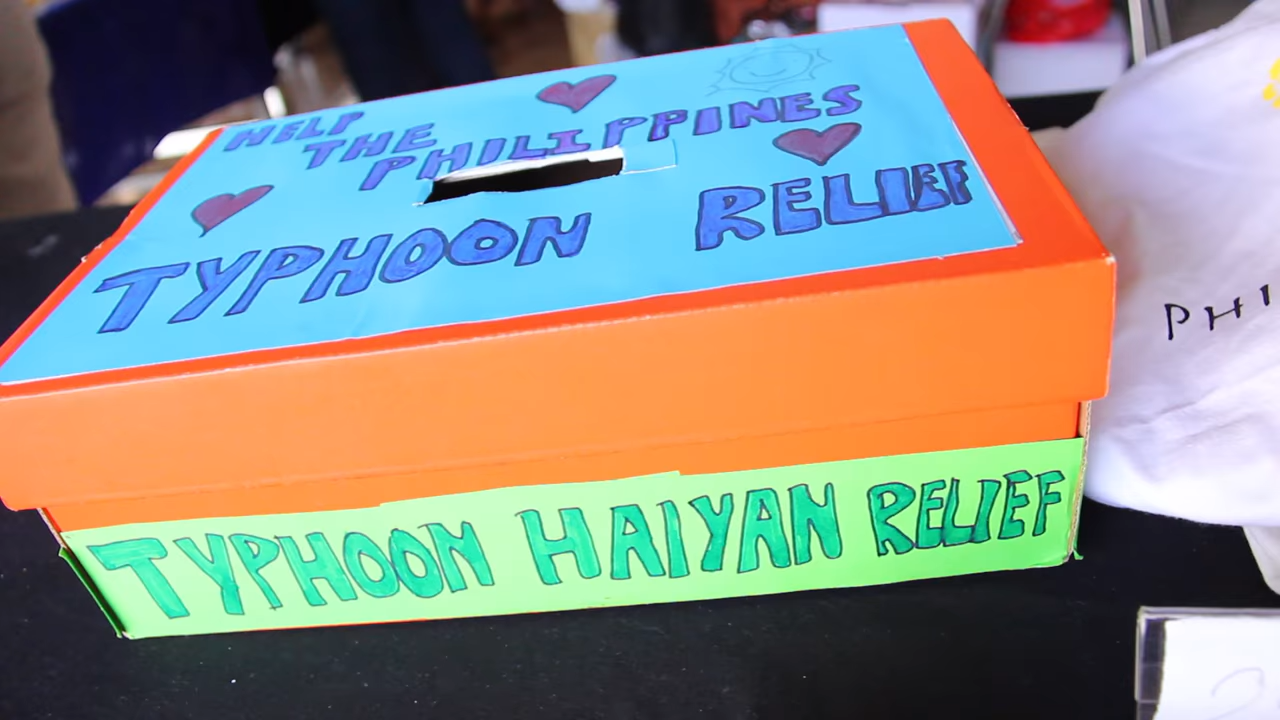 HELP
THE
PHILIPPINES
TYPHOON RELIEF
TYPHOON HAIYAN RELIEF
PHI